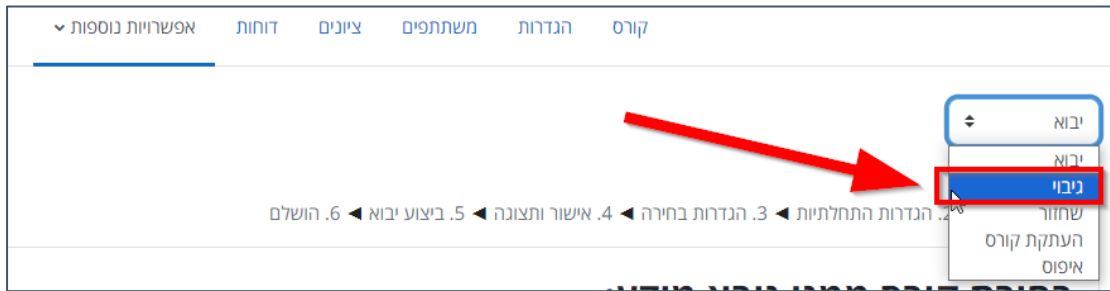 קורס הגדרות משתתפים ציונים דוחות אפשרויות נוספות
יבוא
יבוא
גיבוי
שחזור
העתקת קורס
איפוס
2. הגדרות התחלתיות ◄ 3. הגדרות בחירה ◄ 4. אישור ותצוגה ◄ 5. ביצוע יבוא ◄ 6. הושלם